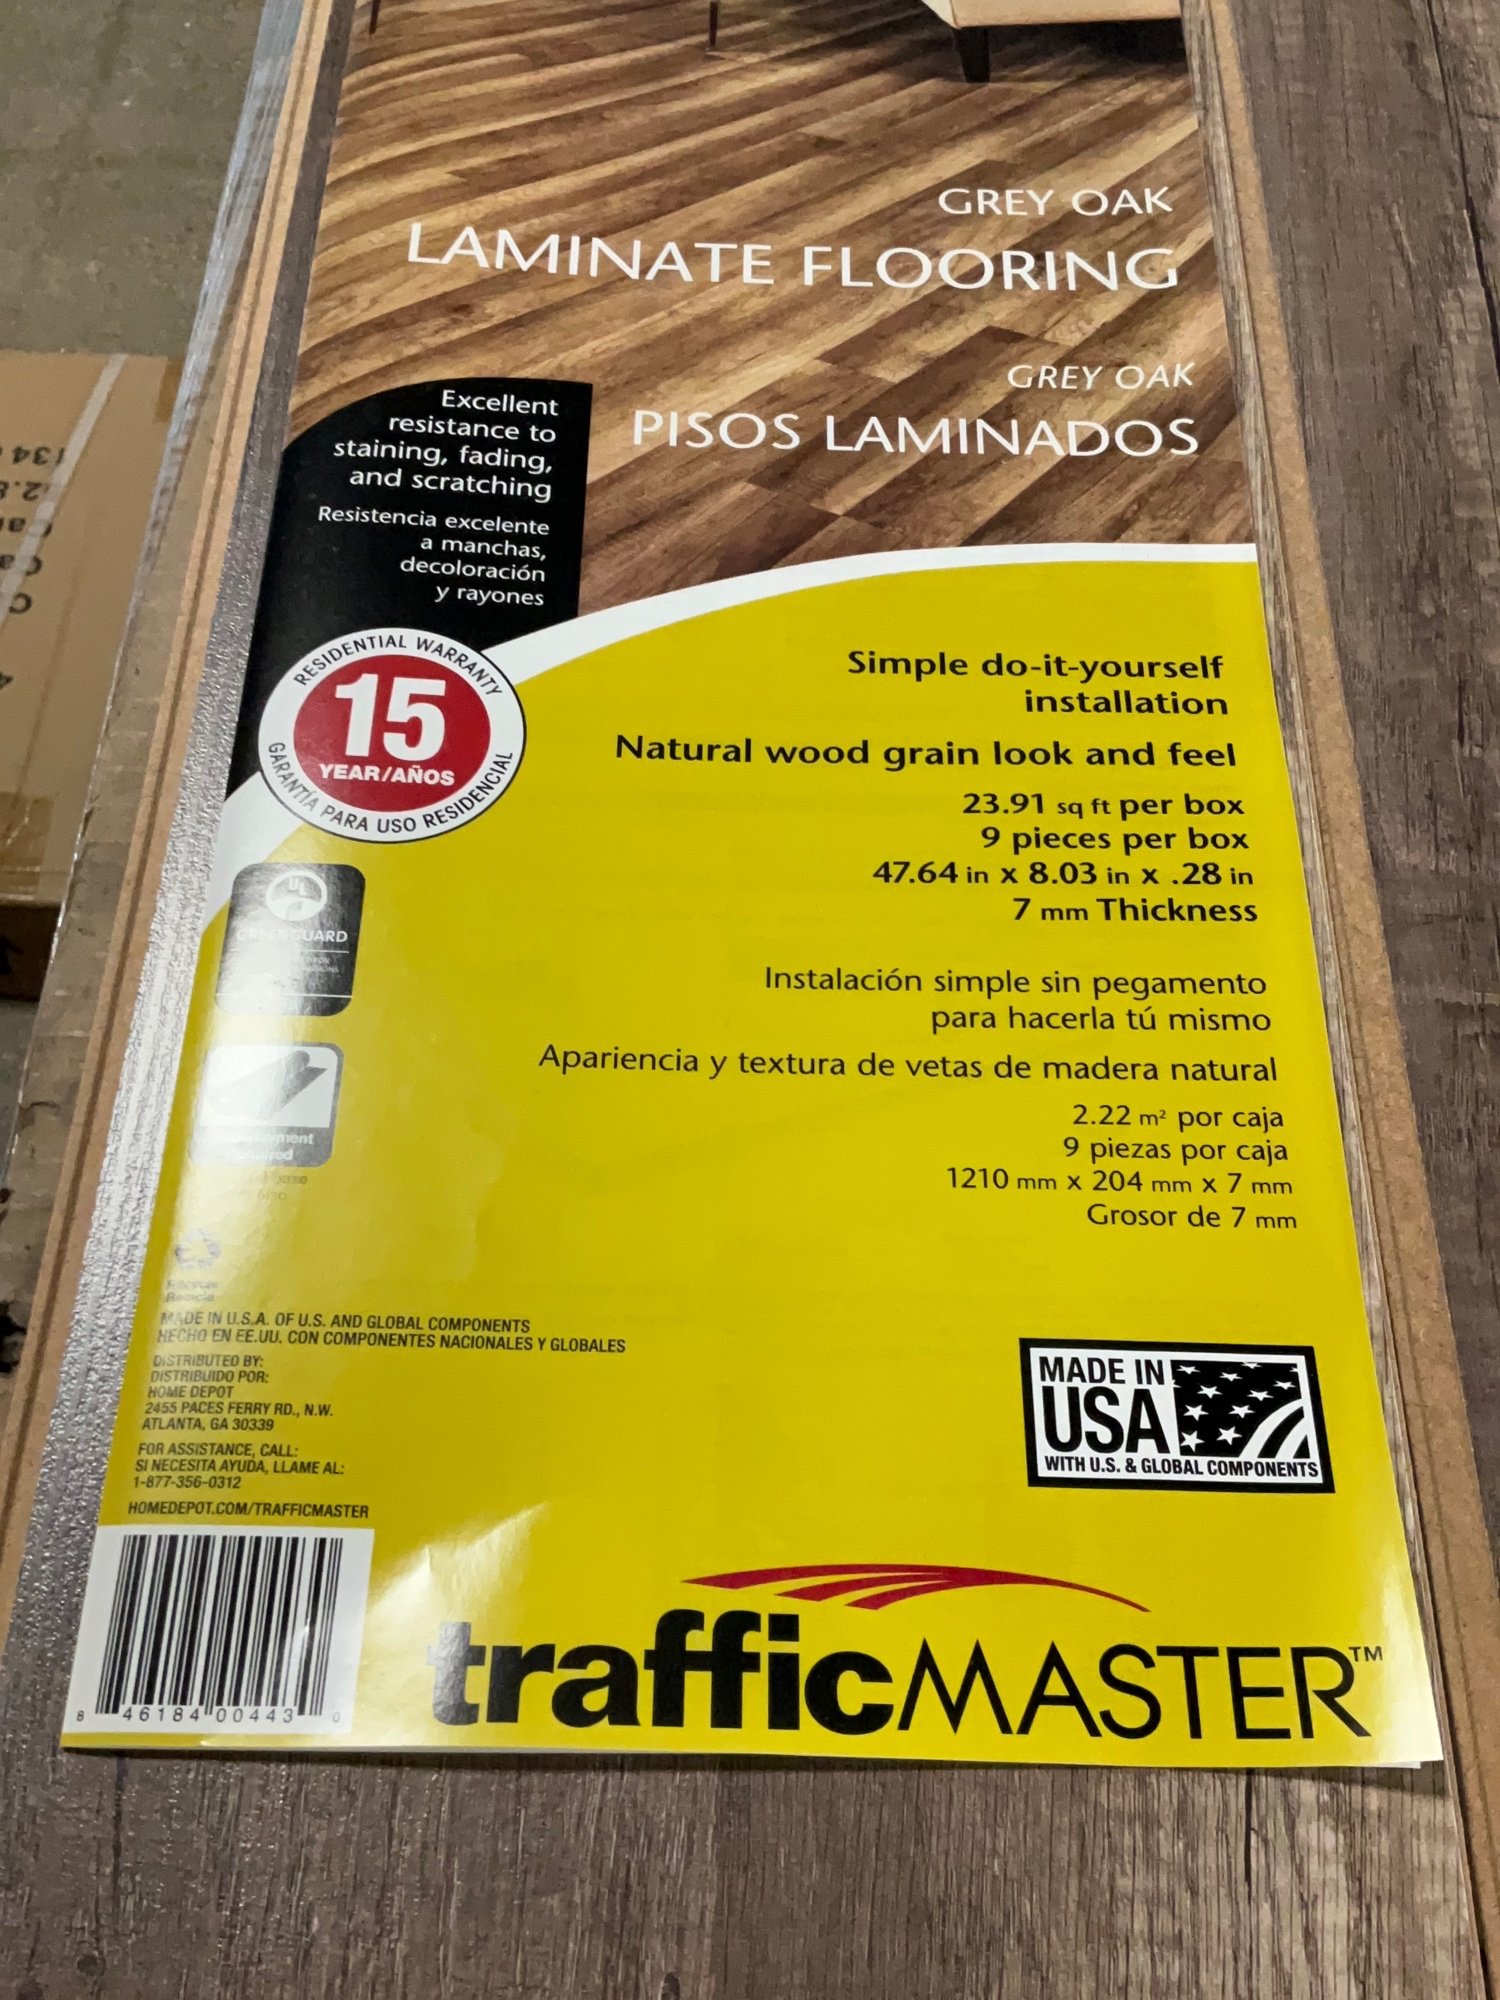 GREY OAK
LAMINATE FLOORING
GREY OAK
PISOS LAMINADOS
Excellent
resistance to
staining, fading,
and scratching
Resistencia excelente
a manchas,
decoloración
y rayones
RESIDENTIAL WARRANTY
15
YEAR/AÑOS
GARANTÍA PARA USO RESIDENCIAL
Simple do-it-yourself
installation
Natural wood grain look and feel
23.91 sq ft per box
9 pieces per box
47.64 in x 8.03 in x .28 in
7 mm Thickness
GREENGUARD
Instalación simple sin pegamento
para hacerla tú mismo
Apariencia y textura de vetas de madera natural
2.22 m² por caja
9 piezas por caja
1210 mm x 204 mm x 7 mm
Grosor de 7 mm
Recycle
Recicle
MADE IN U.S.A. OF U.S. AND GLOBAL COMPONENTS
HECHO EN EE.UU. CON COMPONENTES NACIONALES Y GLOBALES
DISTRIBUTED BY:
DISTRIBUIDO POR:
HOME DEPOT
2455 PACES FERRY RD., N.W.
ATLANTA, GA 30339
FOR ASSISTANCE, CALL:
SI NECESITA AYUDA, LLAME AL:
1-877-356-0312
HOMEDEPOT.COM/TRAFFICMASTER
MADE IN
USA
WITH U.S. & GLOBAL COMPONENTS
8 46184 00443 0
trafficMASTER™